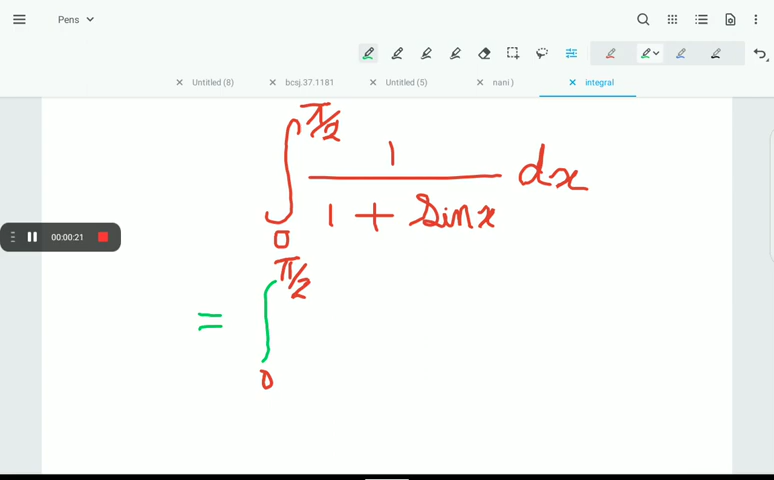 Pens
Untitled (8)
bcsj.37.1181
Untitled (5)
nani )
integral
∫₀^π/2 1/(1 + Sinx) dx
00:00:21
= ∫₀^π/2